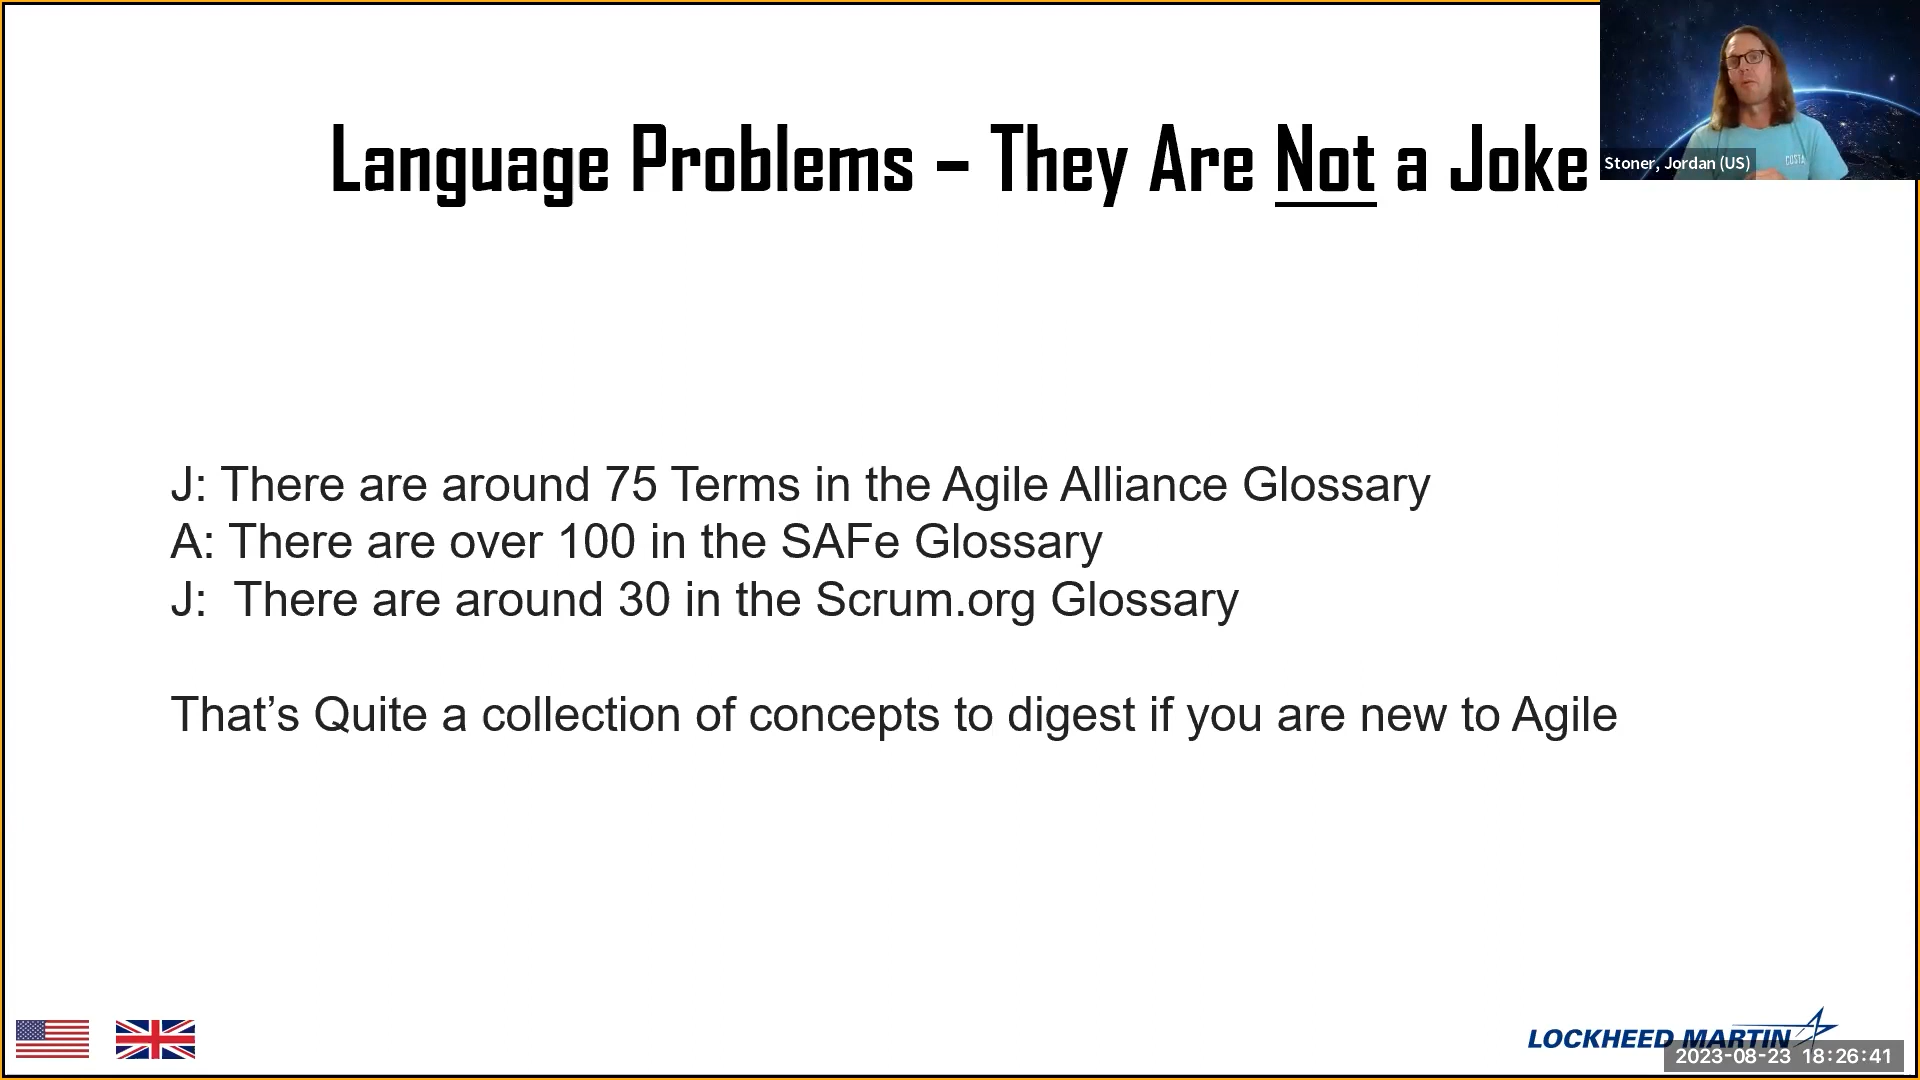 Language Problems – They Are Not a Joke
COSTA
Stoner, Jordan (US)
J: There are around 75 Terms in the Agile Alliance Glossary
A: There are over 100 in the SAFe Glossary
J:  There are around 30 in the Scrum.org Glossary
That’s Quite a collection of concepts to digest if you are new to Agile
LOCKHEED MARTIN
2023-08-23 18:26:41